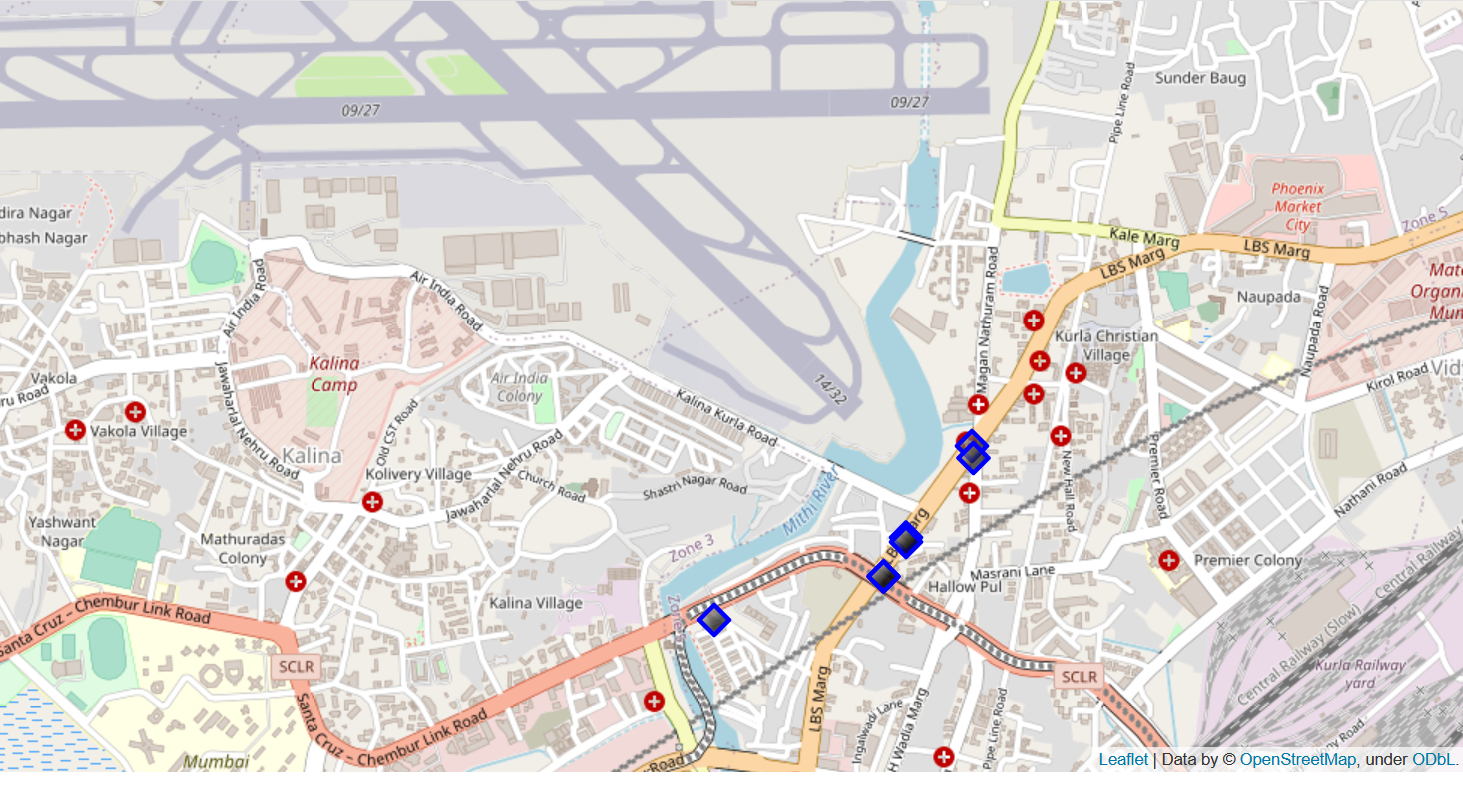 09/27
09/27
Sunder Baug
Pipe Line Road
Phoenix
Market
City
Zone 5
Kale Marg
LBS Marg
LBS Marg
dira Nagar
bhash Nagar
Air India Road
Air India Road
Magan Nathuram Road
Naupada
Naupada Road
Mate
Organi
Mun
Kurla Christian
Village
Kalina
Camp
Air India
Colony
14/32
Kalina Kurla Road
Vakola
ru Road
Vakola Village
Jawaharlal Nehru Road
Old CST Road
Kirol Road
Vid
Kalina
Kolivery Village
Jawaharlal Nehru Road
Church Road
Shastri Nagar Road
Mithi River
New Hall Road
Premier Road
Nathani Road
Yashwant
Nagar
Mathuradas
Colony
Zone 3
Hallow Pul
Masrani Lane
Premier Colony
Central Railway
Central Railway (Slow)
Kurla Railway
yard
Kalina Village
Santa Cruz - Chembur Link Road
SCLR
SCLR
Santa Cruz - Chembur Link Road
LBS Marg
Ingalwadi Lane
H Wadia Marg
Pipe Line Road
Mumbai
Road
Leaflet | Data by © OpenStreetMap, under ODbL.